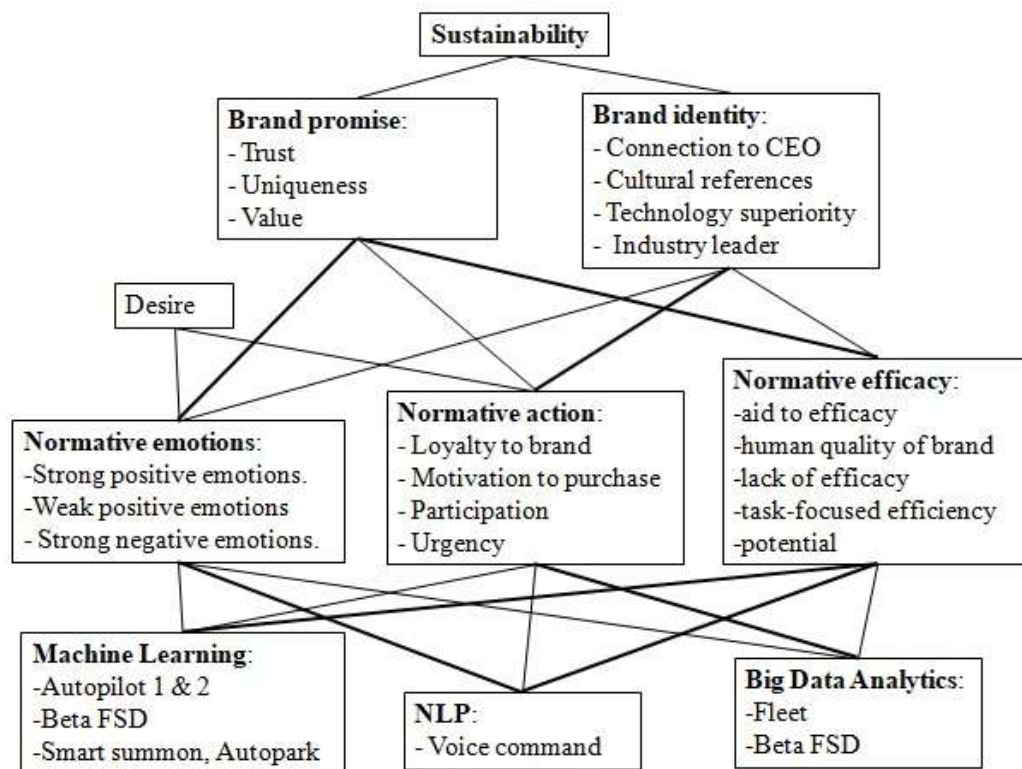 Sustainability
Brand promise:
- Trust
- Uniqueness
- Value
Brand identity:
- Connection to CEO
- Cultural references
- Technology superiority
- Industry leader
Desire
Normative emotions:
-Strong positive emotions.
-Weak positive emotions
- Strong negative emotions.
Normative action:
- Loyalty to brand
- Motivation to purchase
- Participation
- Urgency
Normative efficacy:
-aid to efficacy
-human quality of brand
-lack of efficacy
-task-focused efficiency
-potential
Machine Learning:
-Autopilot 1 & 2
-Beta FSD
-Smart summon, Autopark
NLP:
- Voice command
Big Data Analytics:
-Fleet
-Beta FSD